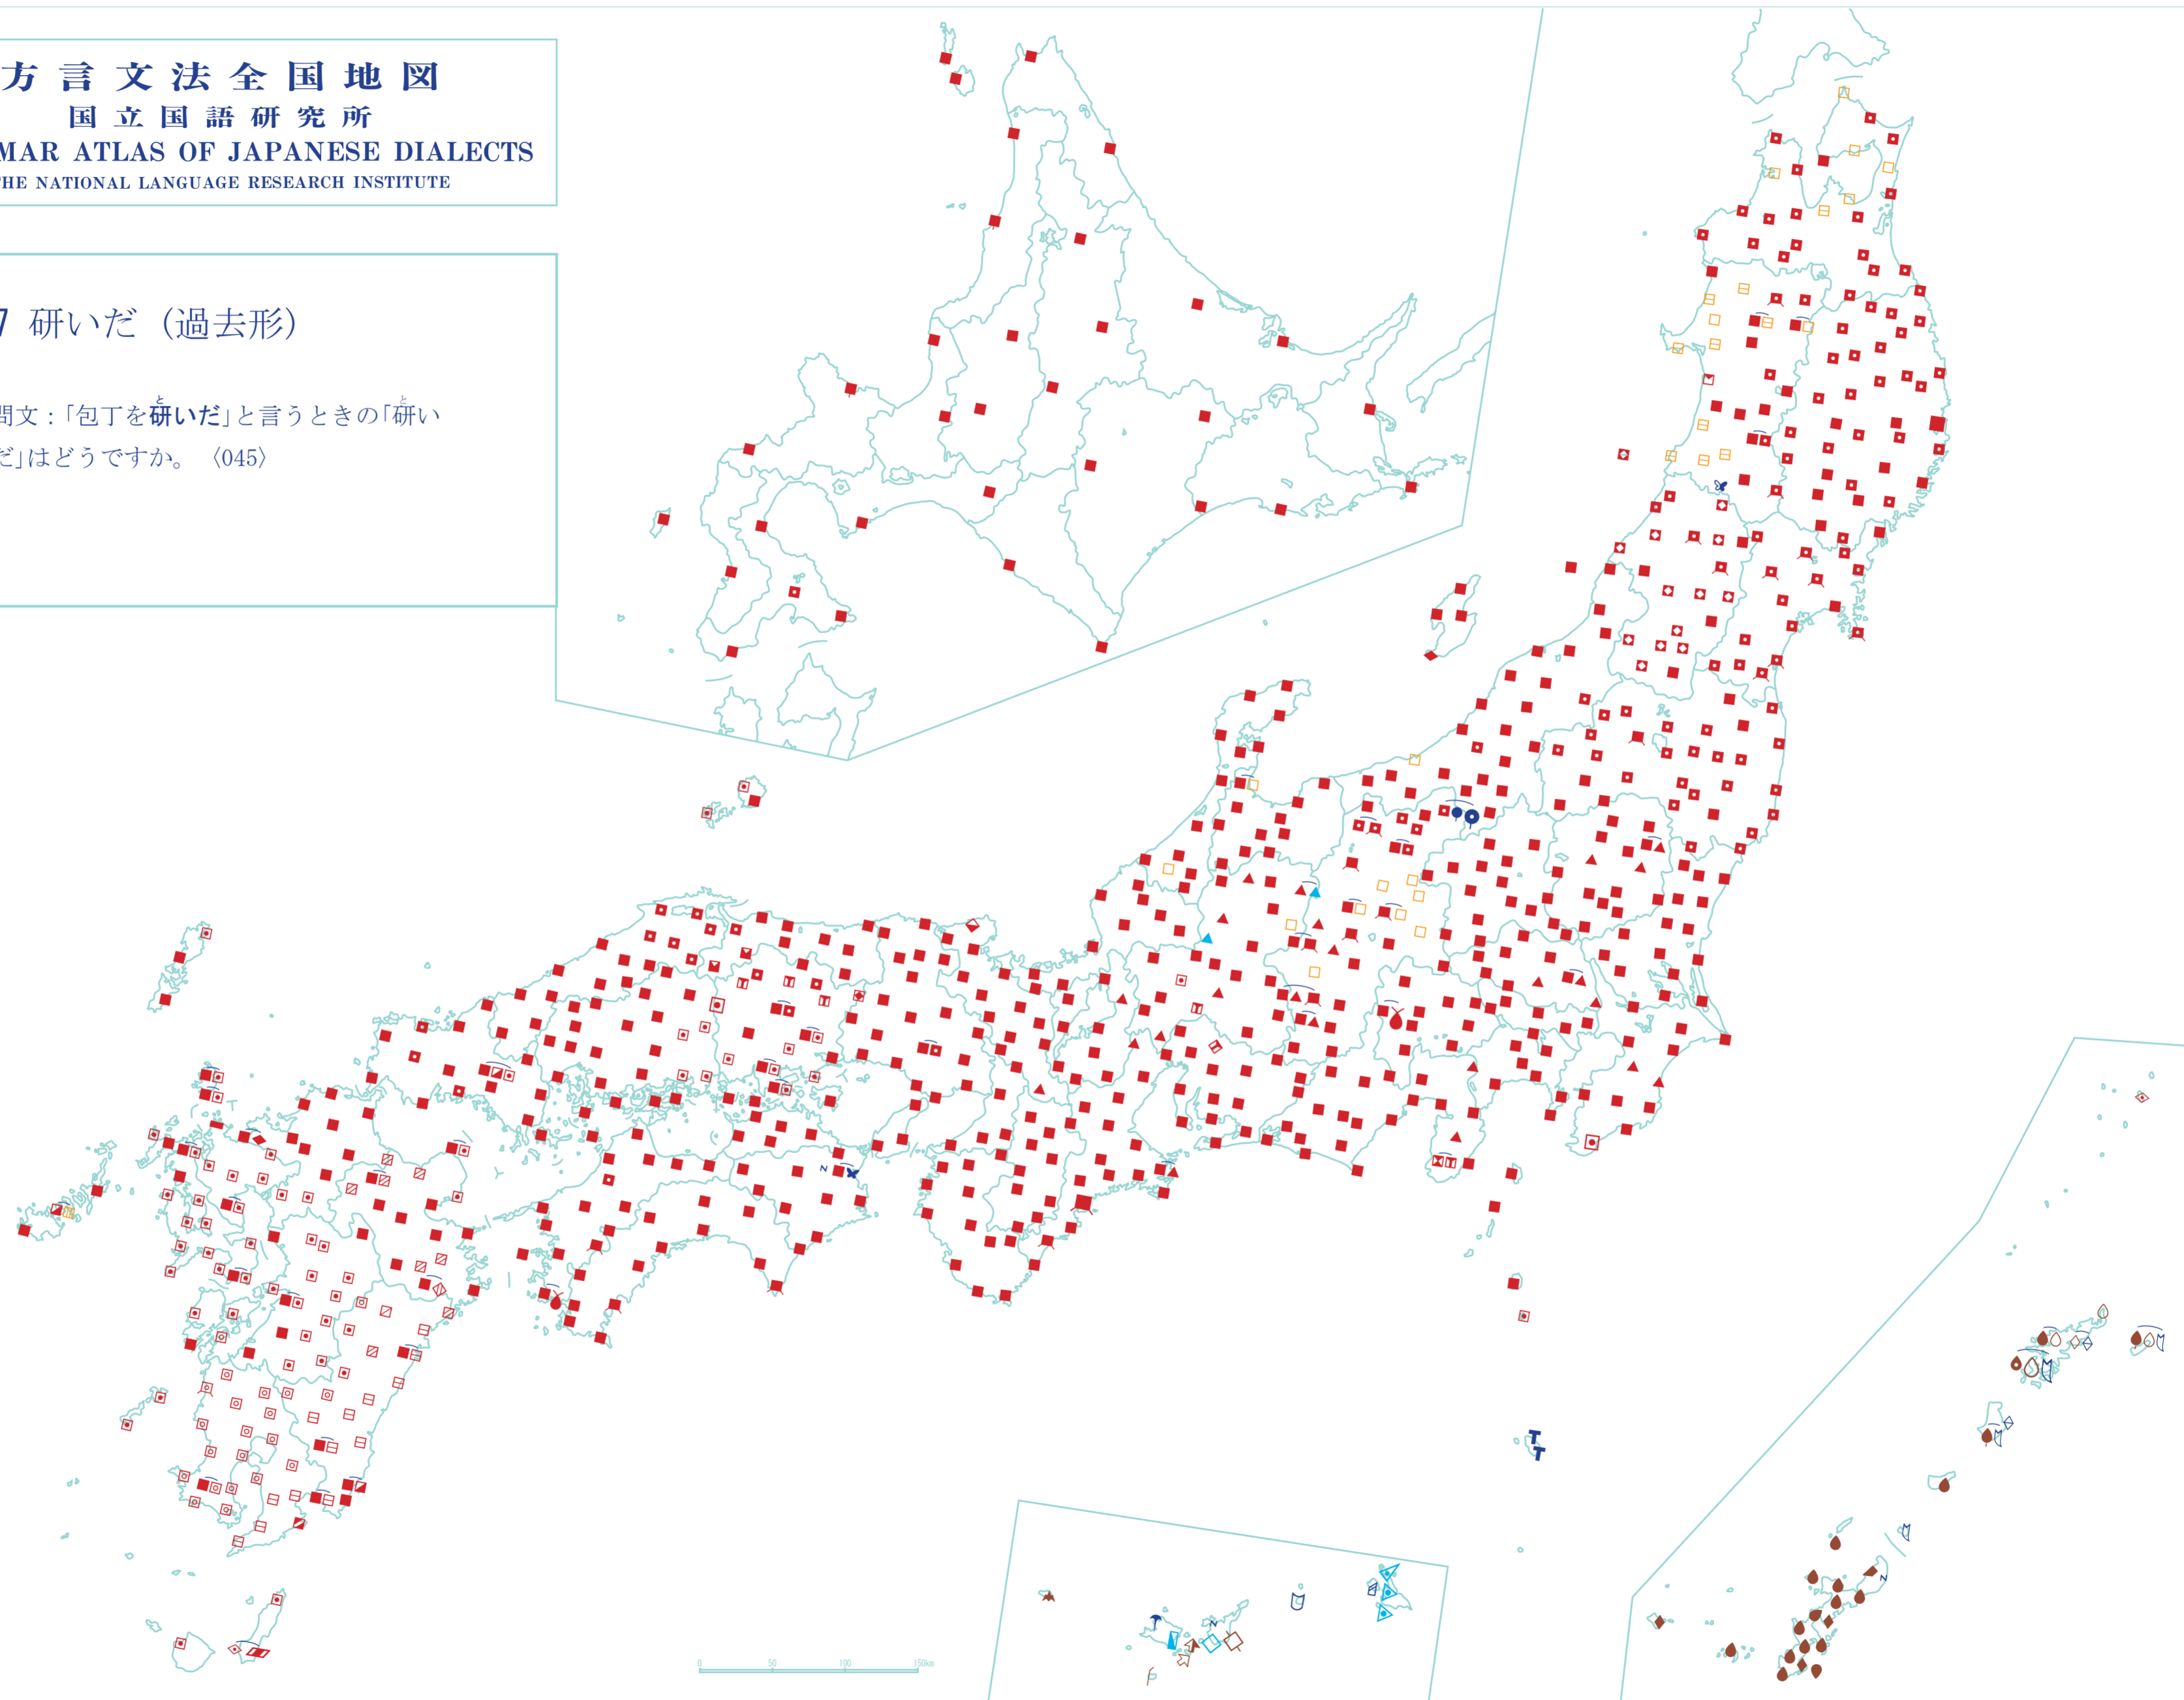 方言文法全国地図
国立国語研究所
MAR ATLAS OF JAPANESE DIALECTS
HE NATIONAL LANGUAGE RESEARCH INSTITUTE
7 研いだ（過去形）
と と
問文：「包丁を研いだ」と言うときの「研い
だ」はどうですか。〈045〉
N
N
N
0 50 100 150km